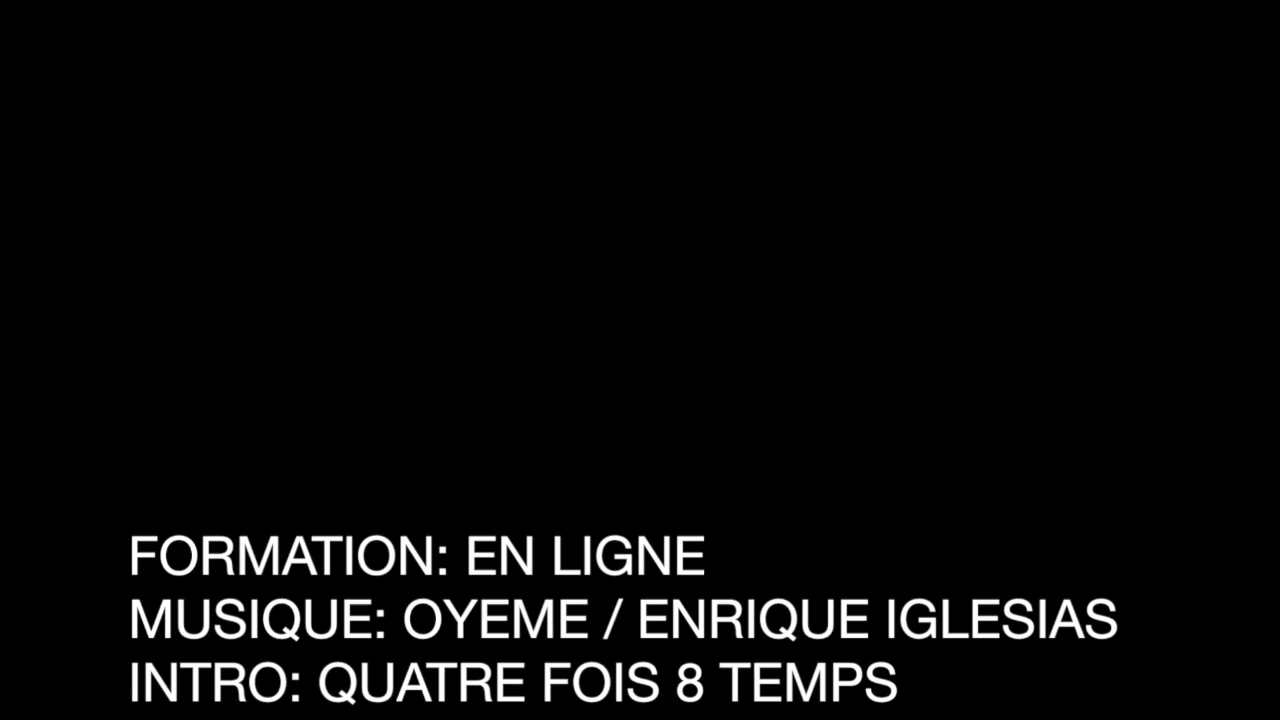 FORMATION: EN LIGNE
MUSIQUE: OYEME / ENRIQUE IGLESIAS
INTRO: QUATRE FOIS 8 TEMPS